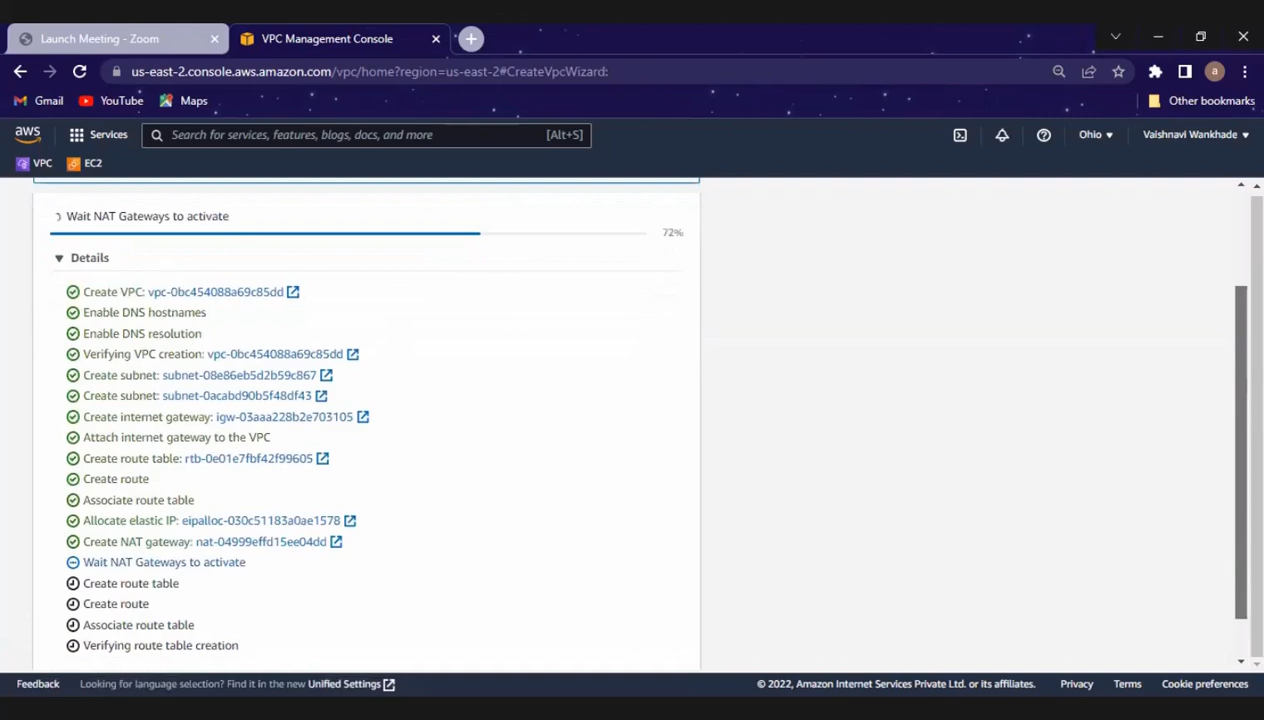 Launch Meeting - Zoom
VPC Management Console
us-east-2.console.aws.amazon.com/vpc/home?region=us-east-2#CreateVpcWizard:
a
Gmail
YouTube
Maps
Other bookmarks
aws
Services
Search for services, features, blogs, docs, and more
[Alt+S]
Ohio
Vaishnavi Wankhade
VPC
EC2
Wait NAT Gateways to activate
72%
Details
Create VPC: vpc-0bc454088a69c85dd
Enable DNS hostnames
Enable DNS resolution
Verifying VPC creation: vpc-0bc454088a69c85dd
Create subnet: subnet-08e86eb5d2b59c867
Create subnet: subnet-0acabd90b5f48df43
Create internet gateway: igw-03aaa228b2e703105
Attach internet gateway to the VPC
Create route table: rtb-0e01e7fbf42f99605
Create route
Associate route table
Allocate elastic IP: eipalloc-030c51183a0ae1578
Create NAT gateway: nat-04999effd15ee04dd
Wait NAT Gateways to activate
Create route table
Create route
Associate route table
Verifying route table creation
Feedback
Looking for language selection? Find it in the new Unified Settings
© 2022, Amazon Internet Services Private Ltd. or its affiliates.
Privacy
Terms
Cookie preferences